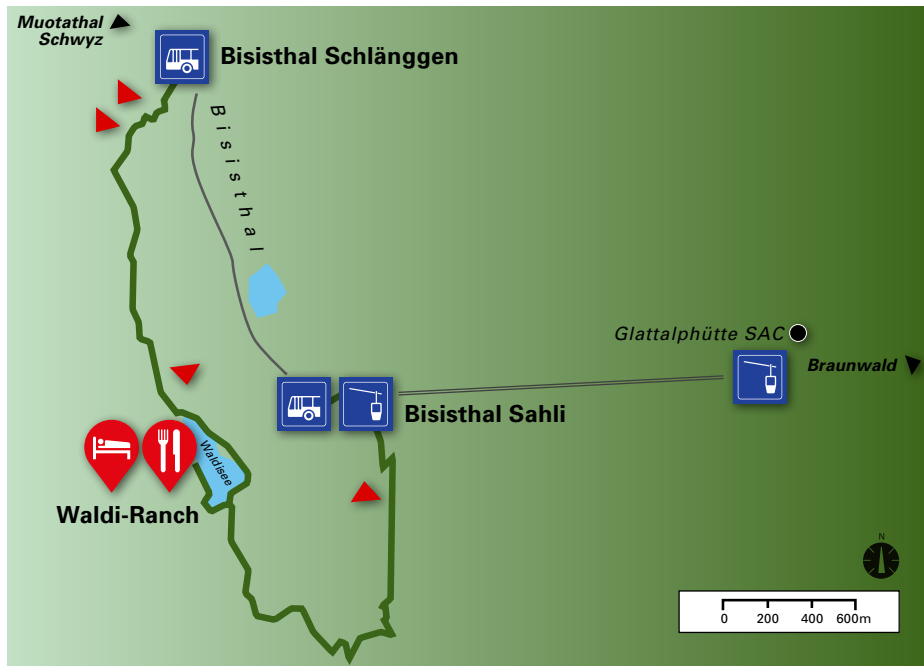 Muotathal
Schwyz
Bisisthal Schlänggen
Bisisthal
Glattalphütte SAC
Braunwald
Bisisthal Sahli
Waldisee
Waldi-Ranch
N
0 200 400 600m